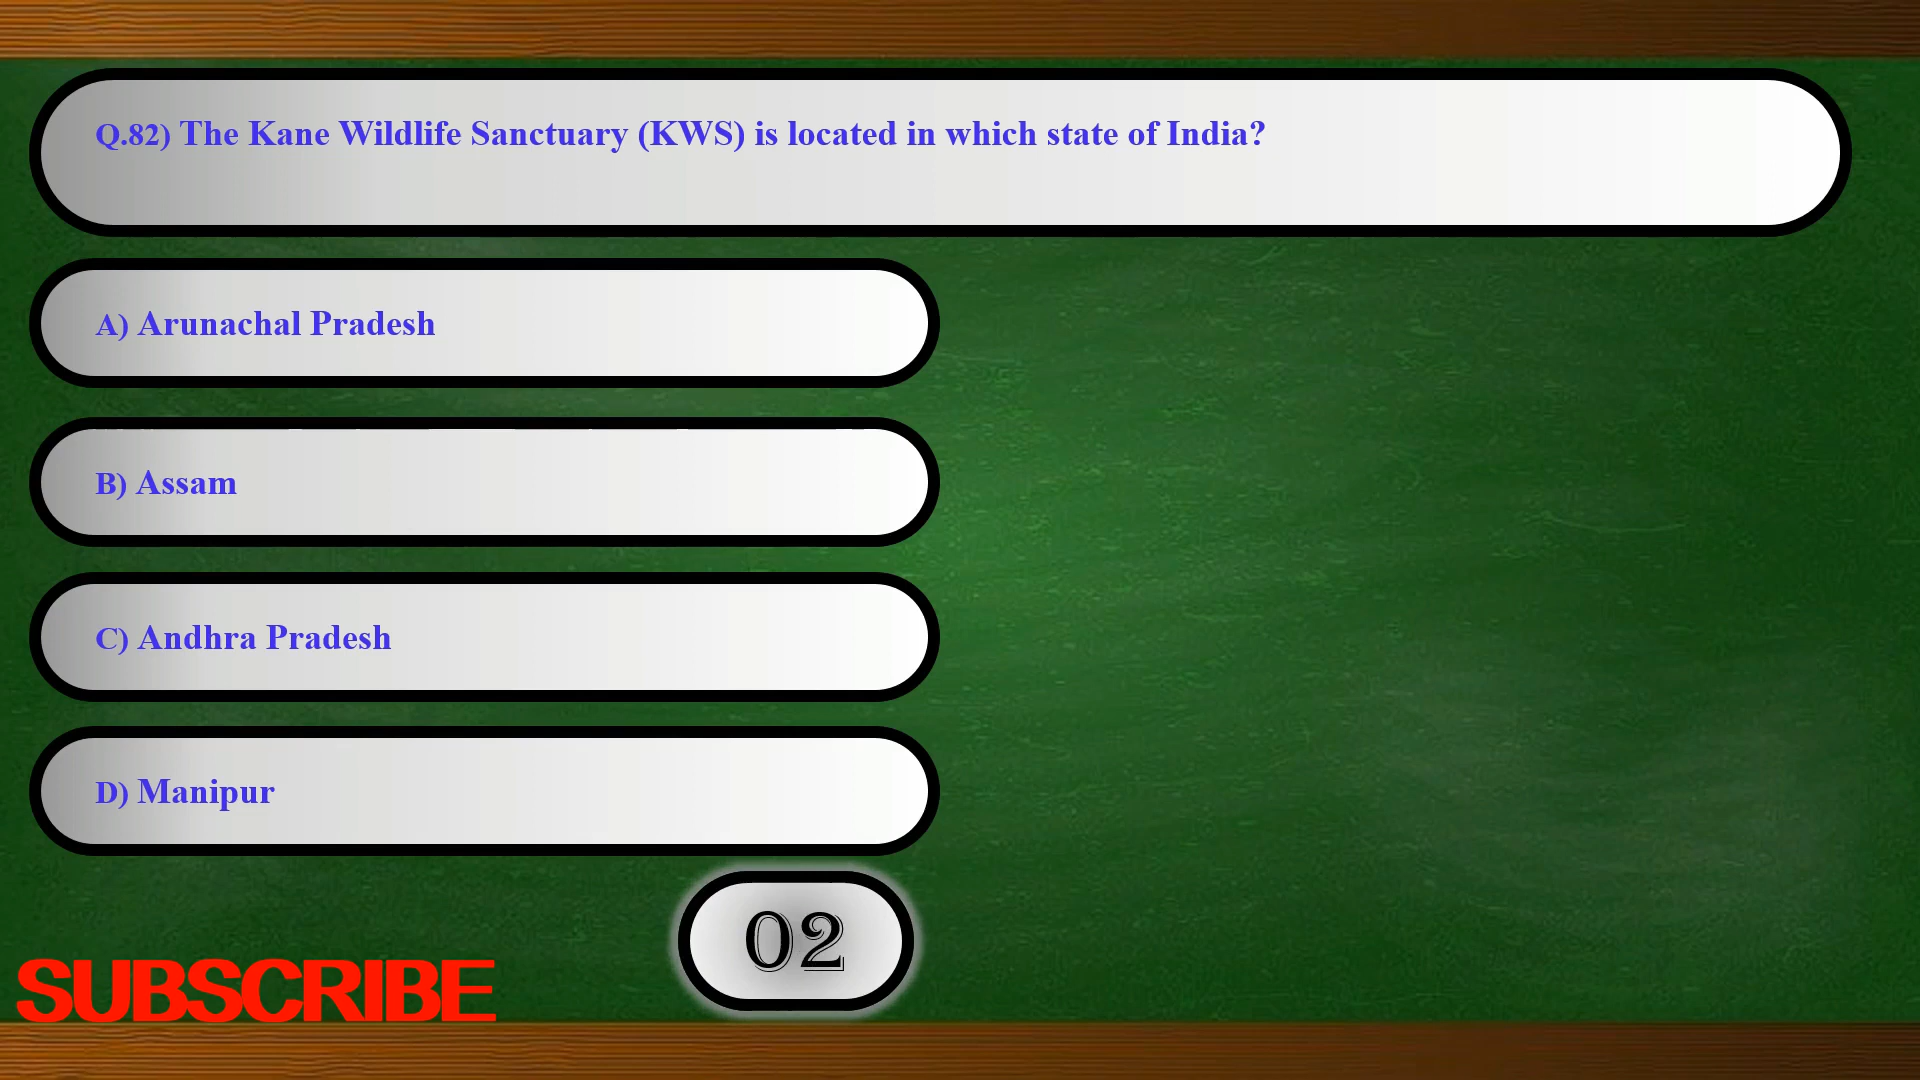 Q.82) The Kane Wildlife Sanctuary (KWS) is located in which state of India?
A) Arunachal Pradesh
B) Assam
C) Andhra Pradesh
D) Manipur
02
SUBSCRIBE